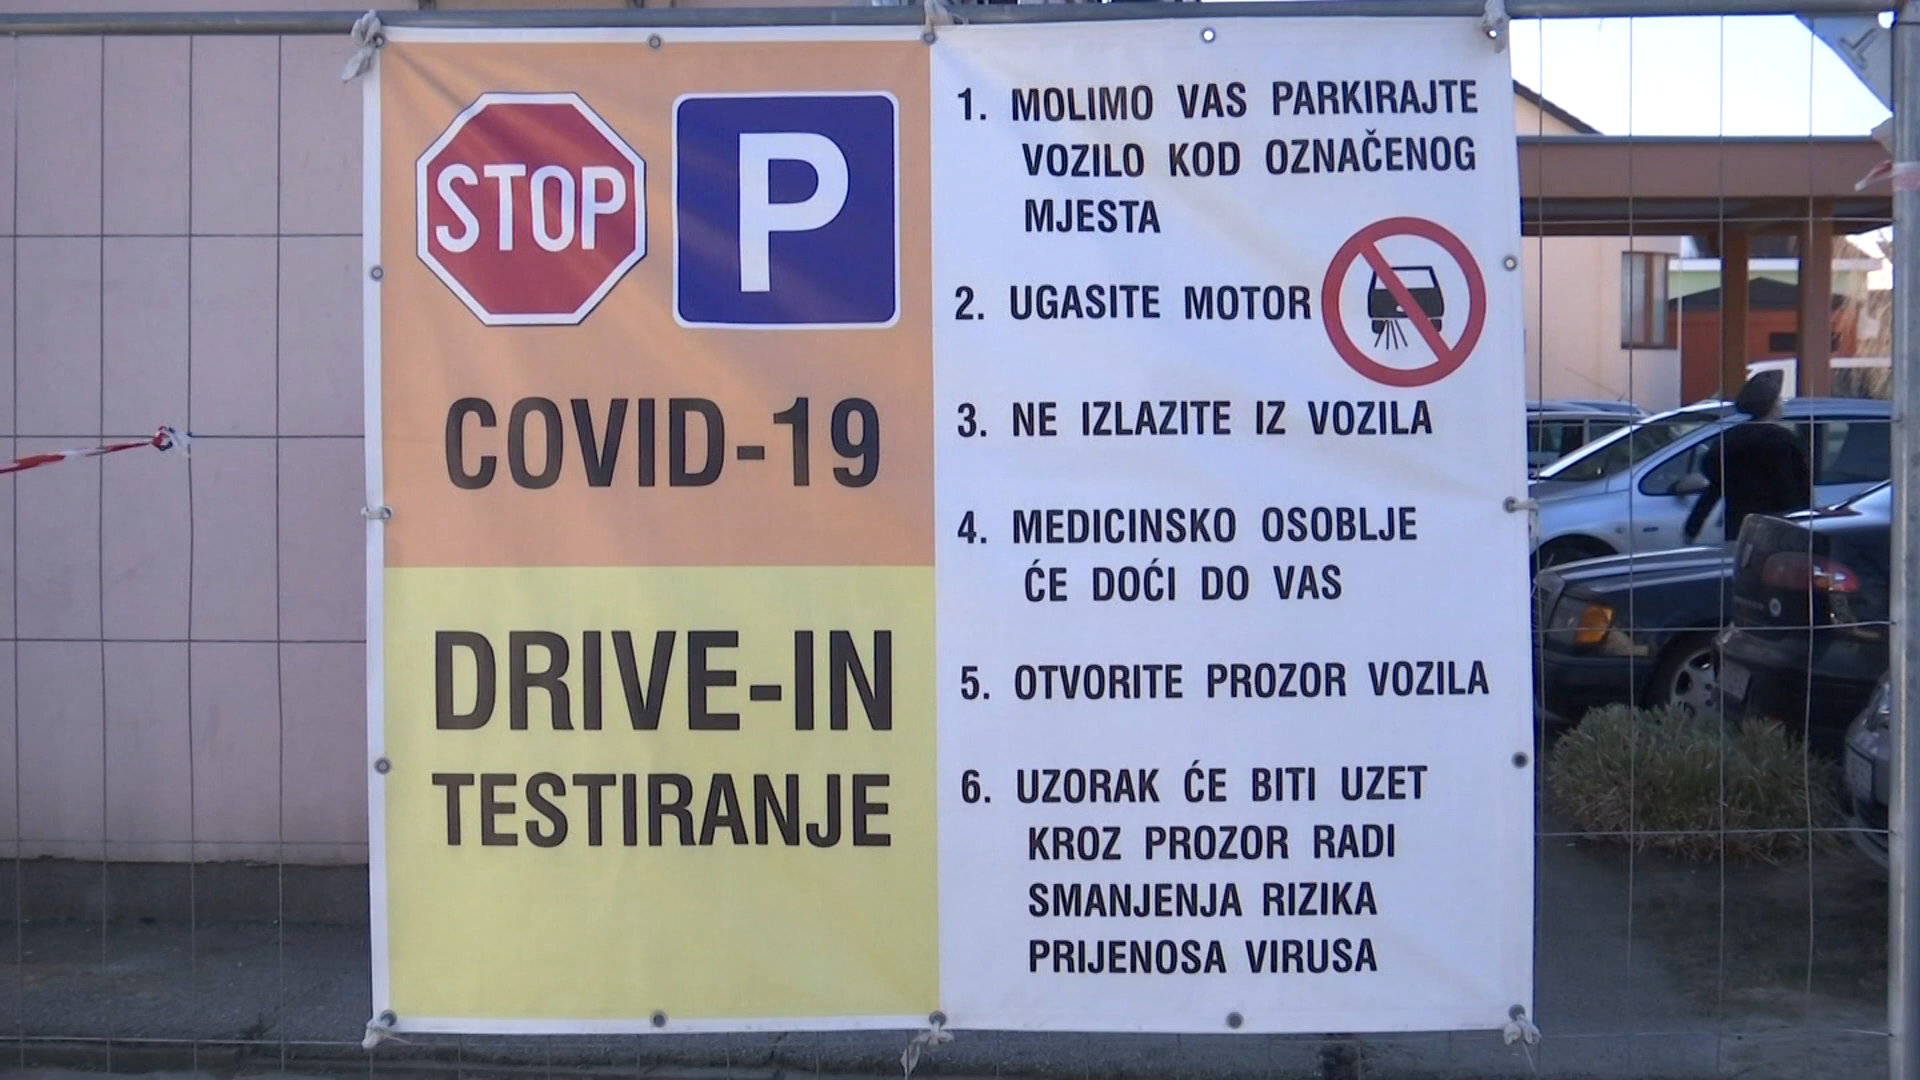 STOP
P
COVID-19
DRIVE-IN
TESTIRANJE
1. MOLIMO VAS PARKIRAJTE
VOZILO KOD OZNAČENOG
MJESTA
2. UGASITE MOTOR
3. NE IZLAZITE IZ VOZILA
4. MEDICINSKO OSOBLJE
ĆE DOĆI DO VAS
5. OTVORITE PROZOR VOZILA
6. UZORAK ĆE BITI UZET
KROZ PROZOR RADI
SMANJENJA RIZIKA
PRIJENOSA VIRUSA